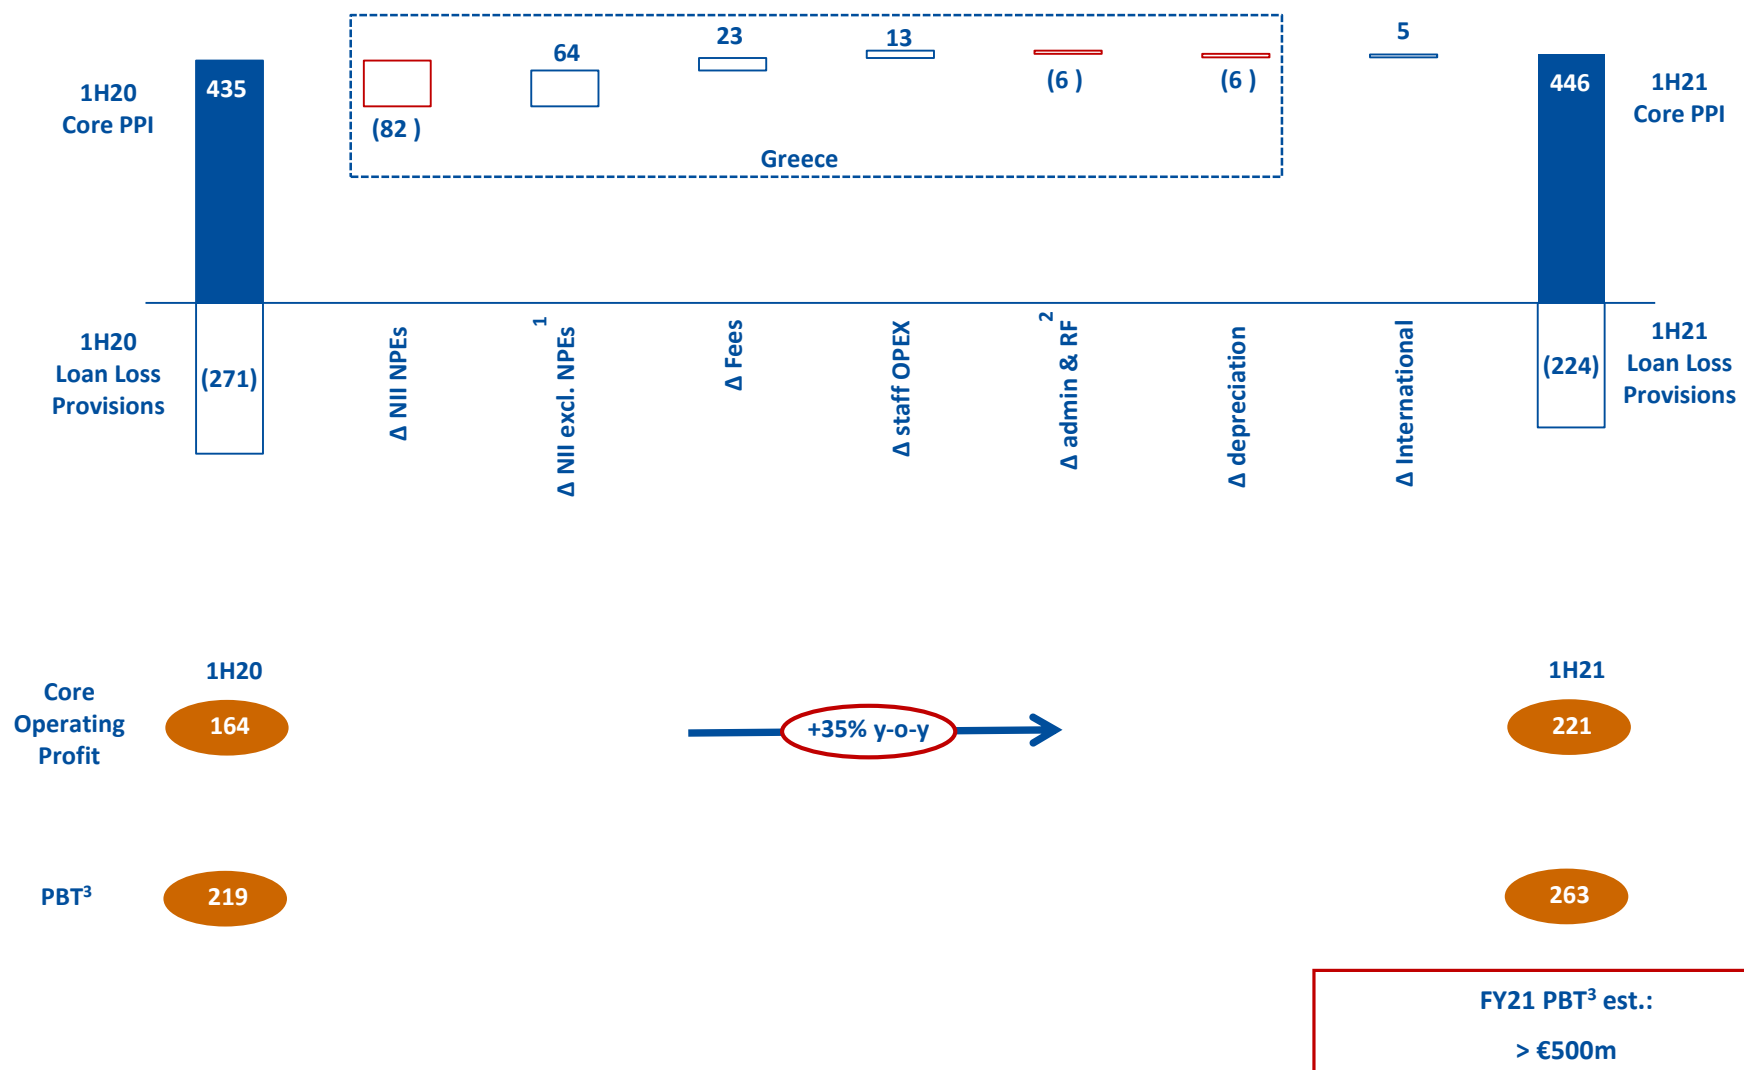 23
13
5
64
435
(82 )
(6 )
(6 )
446
1H20
Core PPI
1H21
Core PPI
Greece
1H20
Loan Loss
Provisions
(271)
Δ NII NPEs
Δ NII excl. NPEs 1
Δ Fees
Δ staff OPEX
Δ admin & RF 2
Δ depreciation
Δ International
(224)
1H21
Loan Loss
Provisions
1H20
1H21
Core
Operating
Profit
164
+35% y-o-y
221
PBT³
219
263
FY21 PBT³ est.:
> €500m